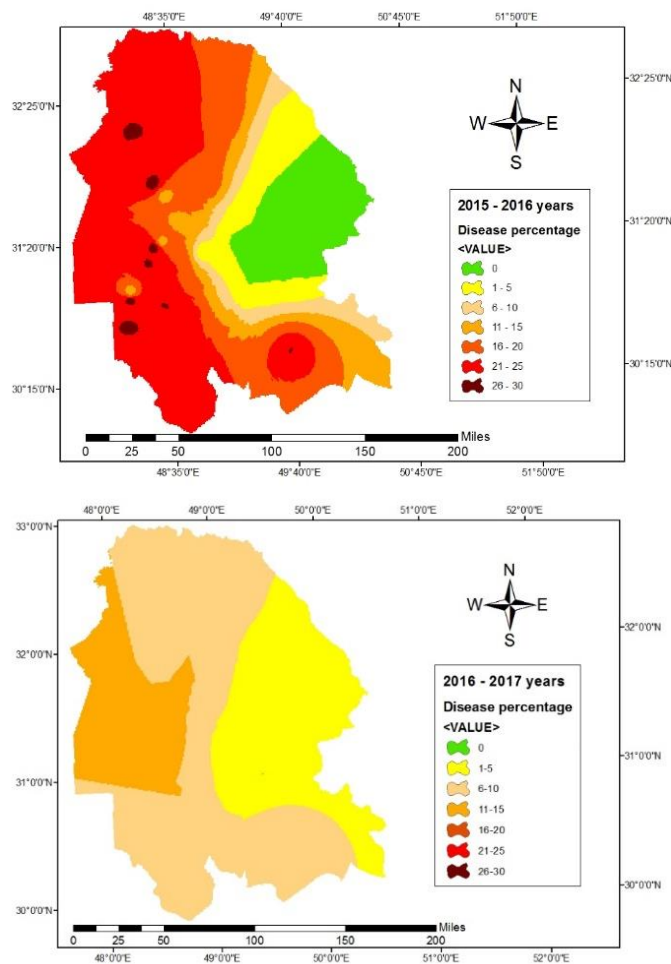 48°35'0"E 49°40'0"E 50°45'0"E 51°50'0"E
32°25'0"N 32°25'0"N
N
W E
S
2015 - 2016 years
Disease percentage
<VALUE>
0
1 - 5
6 - 10
11 - 15
16 - 20
21 - 25
26 - 30
31°20'0"N 31°20'0"N
30°15'0"N 30°15'0"N
Miles
0 25 50 100 150 200
48°35'0"E 49°40'0"E 50°45'0"E 51°50'0"E
48°0'0"E 49°0'0"E 50°0'0"E 51°0'0"E 52°0'0"E
33°0'0"N
N
W E
S
32°0'0"N 32°0'0"N
2016 - 2017 years
Disease percentage
<VALUE>
0
1-5
6-10
11-15
16-20
21-25
26-30
31°0'0"N 31°0'0"N
30°0'0"N 30°0'0"N
Miles
0 25 50 100 150 200
48°0'0"E 49°0'0"E 50°0'0"E 51°0'0"E 52°0'0"E